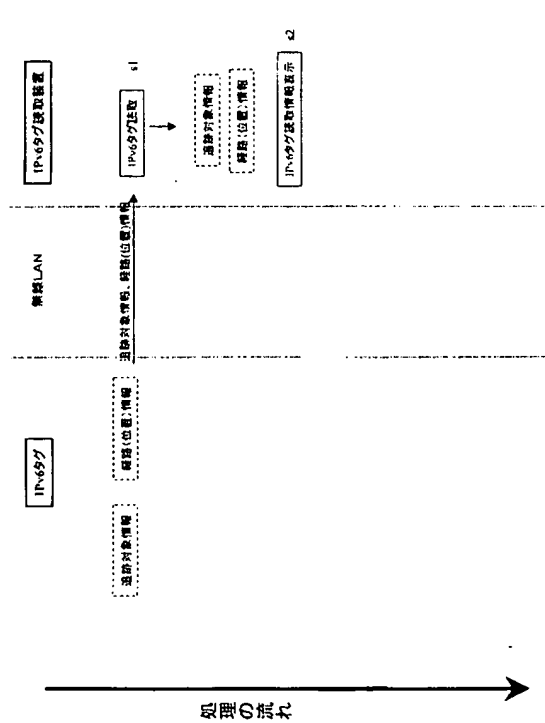 IPv6タグ
無線LAN
IPv6タグ読取装置
追跡対象情報
経路(位置)情報
追跡対象情報、経路(位置)情報
IPv6タグ読取
s1
追跡対象情報
経路(位置)情報
IPv6タグ読取情報表示
s2
処理の流れ